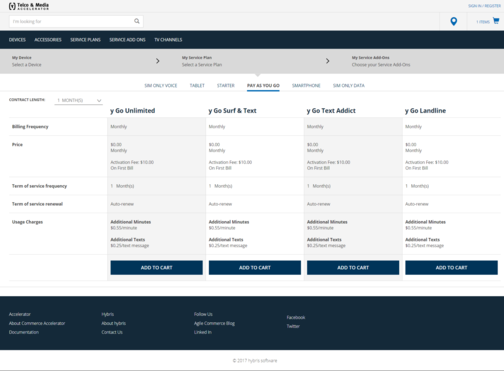 Telco & Media
ACCELERATOR
SIGN IN / REGISTER
I'm looking for
1 ITEMS
DEVICES ACCESSORIES SERVICE PLANS SERVICE ADD ONS TV CHANNELS
My Device My Service Plan My Service Add-Ons
Select a Device Select a Service Plan Choose your Service Add-Ons
SIM ONLY VOICE TABLET STARTER PAY AS YOU GO SMARTPHONE SIM ONLY DATA
CONTRACT LENGTH: 1 MONTH(S)
y Go Unlimited y Go Surf & Text y Go Text Addict y Go Landline
Billing Frequency Monthly Monthly Monthly Monthly
Price $0.00 $0.00 $0.00 $0.00
Monthly Monthly Monthly Monthly
Activation Fee: $10.00 Activation Fee: $10.00 Activation Fee: $10.00 Activation Fee: $10.00
On First Bill On First Bill On First Bill On First Bill
Term of service frequency 1 Month(s) 1 Month(s) 1 Month(s) 1 Month(s)
Term of service renewal Auto-renew Auto-renew Auto-renew Auto-renew
Usage Charges Additional Minutes Additional Minutes Additional Minutes Additional Minutes
$0.55/minute $0.55/minute $0.55/minute $0.55/minute
Additional Texts Additional Texts Additional Texts Additional Texts
$0.25/text message $0.25/text message $0.25/text message $0.25/text message
ADD TO CART ADD TO CART ADD TO CART ADD TO CART
Accelerator Hybris Follow Us Facebook
About Commerce Accelerator About hybris Agile Commerce Blog Twitter
Documentation Contact Us Linked In
© 2017 hybris software